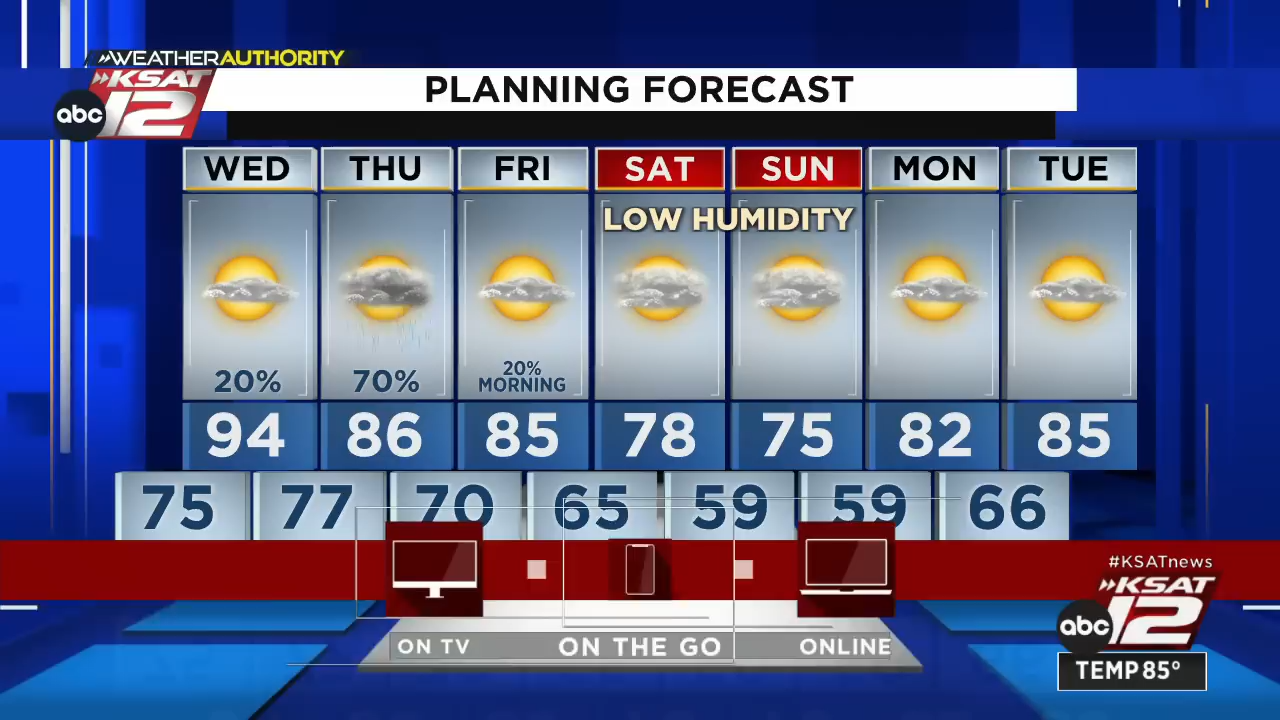 WEATHERAUTHORITY
KSAT
abc 12
PLANNING FORECAST
WED THU FRI SAT SUN MON TUE
LOW HUMIDITY
20% 70% 20% MORNING
94 86 85 78 75 82 85
75 77 70 65 59 59 66
#KSATnews
KSAT
abc 12
ON TV ON THE GO ONLINE
TEMP 85°